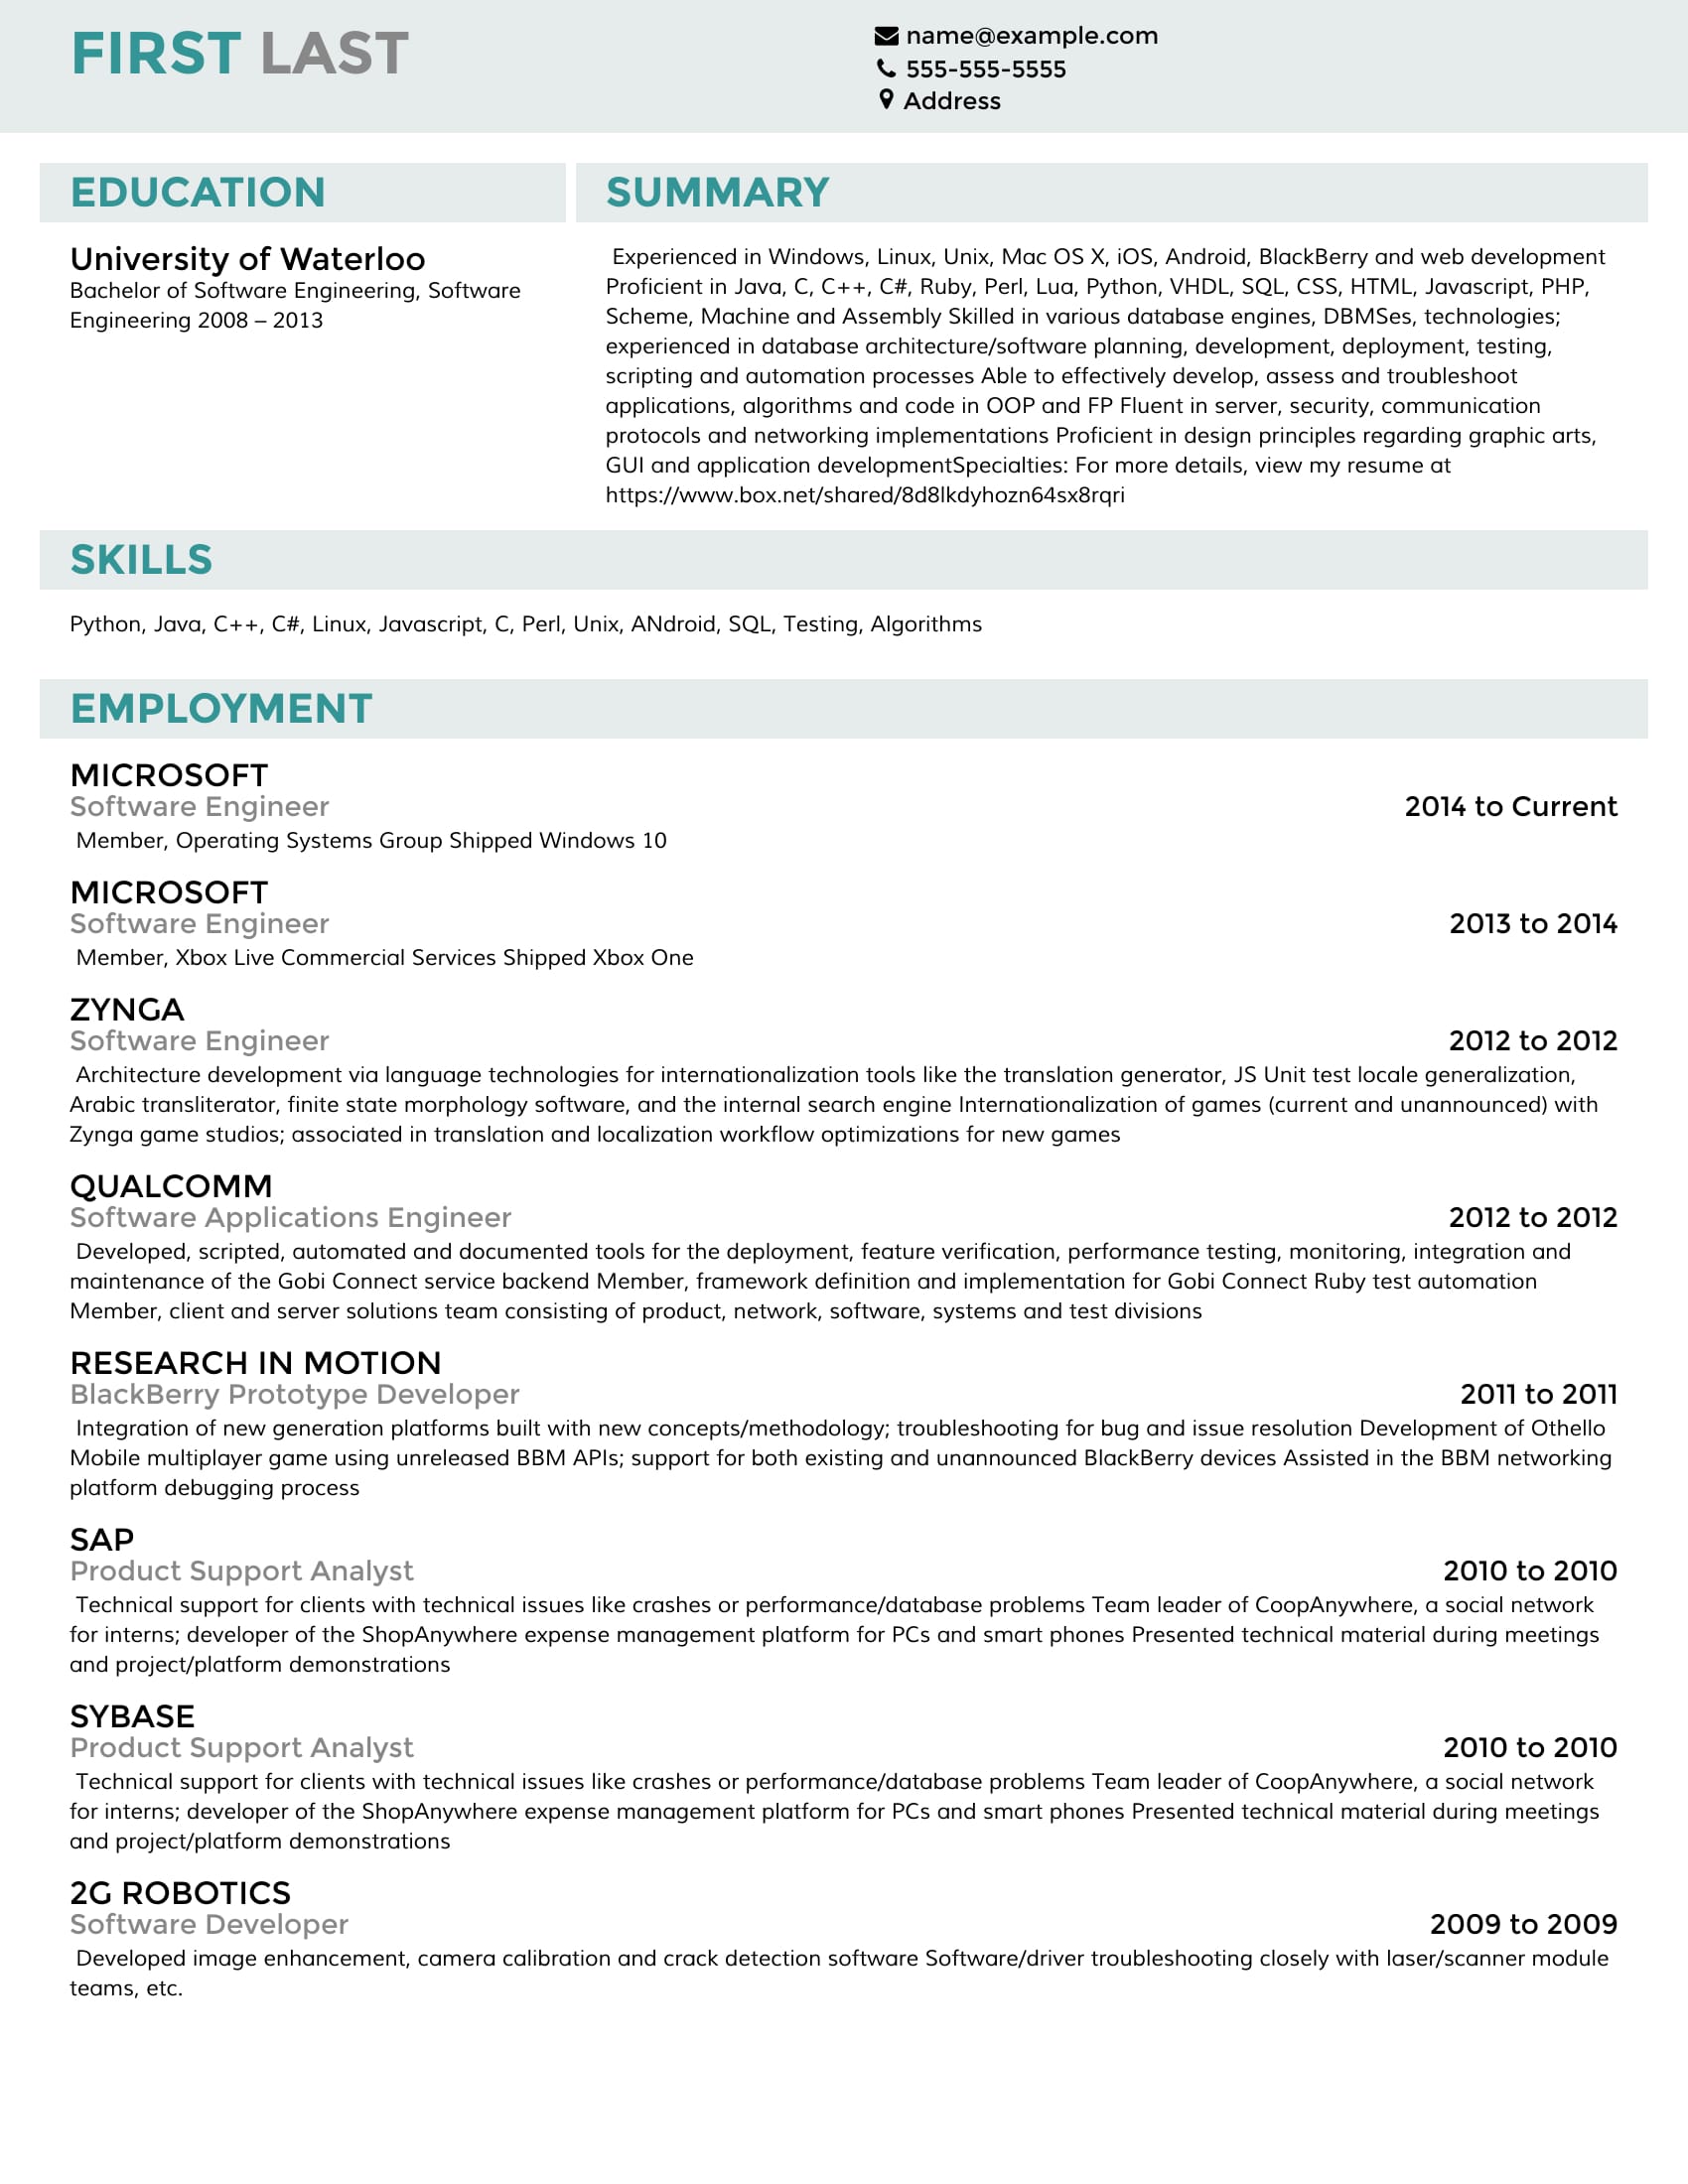 FIRST LAST
name@example.com
555-555-5555
Address
EDUCATION
University of Waterloo
Bachelor of Software Engineering, Software
Engineering 2008 – 2013
SUMMARY
Experienced in Windows, Linux, Unix, Mac OS X, iOS, Android, BlackBerry and web development
Proficient in Java, C, C++, C#, Ruby, Perl, Lua, Python, VHDL, SQL, CSS, HTML, Javascript, PHP,
Scheme, Machine and Assembly Skilled in various database engines, DBMSes, technologies;
experienced in database architecture/software planning, development, deployment, testing,
scripting and automation processes Able to effectively develop, assess and troubleshoot
applications, algorithms and code in OOP and FP Fluent in server, security, communication
protocols and networking implementations Proficient in design principles regarding graphic arts,
GUI and application developmentSpecialties: For more details, view my resume at
https://www.box.net/shared/8d8lkdyhozn64sx8rqri
SKILLS
Python, Java, C++, C#, Linux, Javascript, C, Perl, Unix, ANdroid, SQL, Testing, Algorithms
EMPLOYMENT
MICROSOFT
Software Engineer 2014 to Current
Member, Operating Systems Group Shipped Windows 10
MICROSOFT
Software Engineer 2013 to 2014
Member, Xbox Live Commercial Services Shipped Xbox One
ZYNGA
Software Engineer 2012 to 2012
Architecture development via language technologies for internationalization tools like the translation generator, JS Unit test locale generalization,
Arabic transliterator, finite state morphology software, and the internal search engine Internationalization of games (current and unannounced) with
Zynga game studios; associated in translation and localization workflow optimizations for new games
QUALCOMM
Software Applications Engineer 2012 to 2012
Developed, scripted, automated and documented tools for the deployment, feature verification, performance testing, monitoring, integration and
maintenance of the Gobi Connect service backend Member, framework definition and implementation for Gobi Connect Ruby test automation
Member, client and server solutions team consisting of product, network, software, systems and test divisions
RESEARCH IN MOTION
BlackBerry Prototype Developer 2011 to 2011
Integration of new generation platforms built with new concepts/methodology; troubleshooting for bug and issue resolution Development of Othello
Mobile multiplayer game using unreleased BBM APIs; support for both existing and unannounced BlackBerry devices Assisted in the BBM networking
platform debugging process
SAP
Product Support Analyst 2010 to 2010
Technical support for clients with technical issues like crashes or performance/database problems Team leader of CoopAnywhere, a social network
for interns; developer of the ShopAnywhere expense management platform for PCs and smart phones Presented technical material during meetings
and project/platform demonstrations
SYBASE
Product Support Analyst 2010 to 2010
Technical support for clients with technical issues like crashes or performance/database problems Team leader of CoopAnywhere, a social network
for interns; developer of the ShopAnywhere expense management platform for PCs and smart phones Presented technical material during meetings
and project/platform demonstrations
2G ROBOTICS
Software Developer 2009 to 2009
Developed image enhancement, camera calibration and crack detection software Software/driver troubleshooting closely with laser/scanner module
teams, etc.